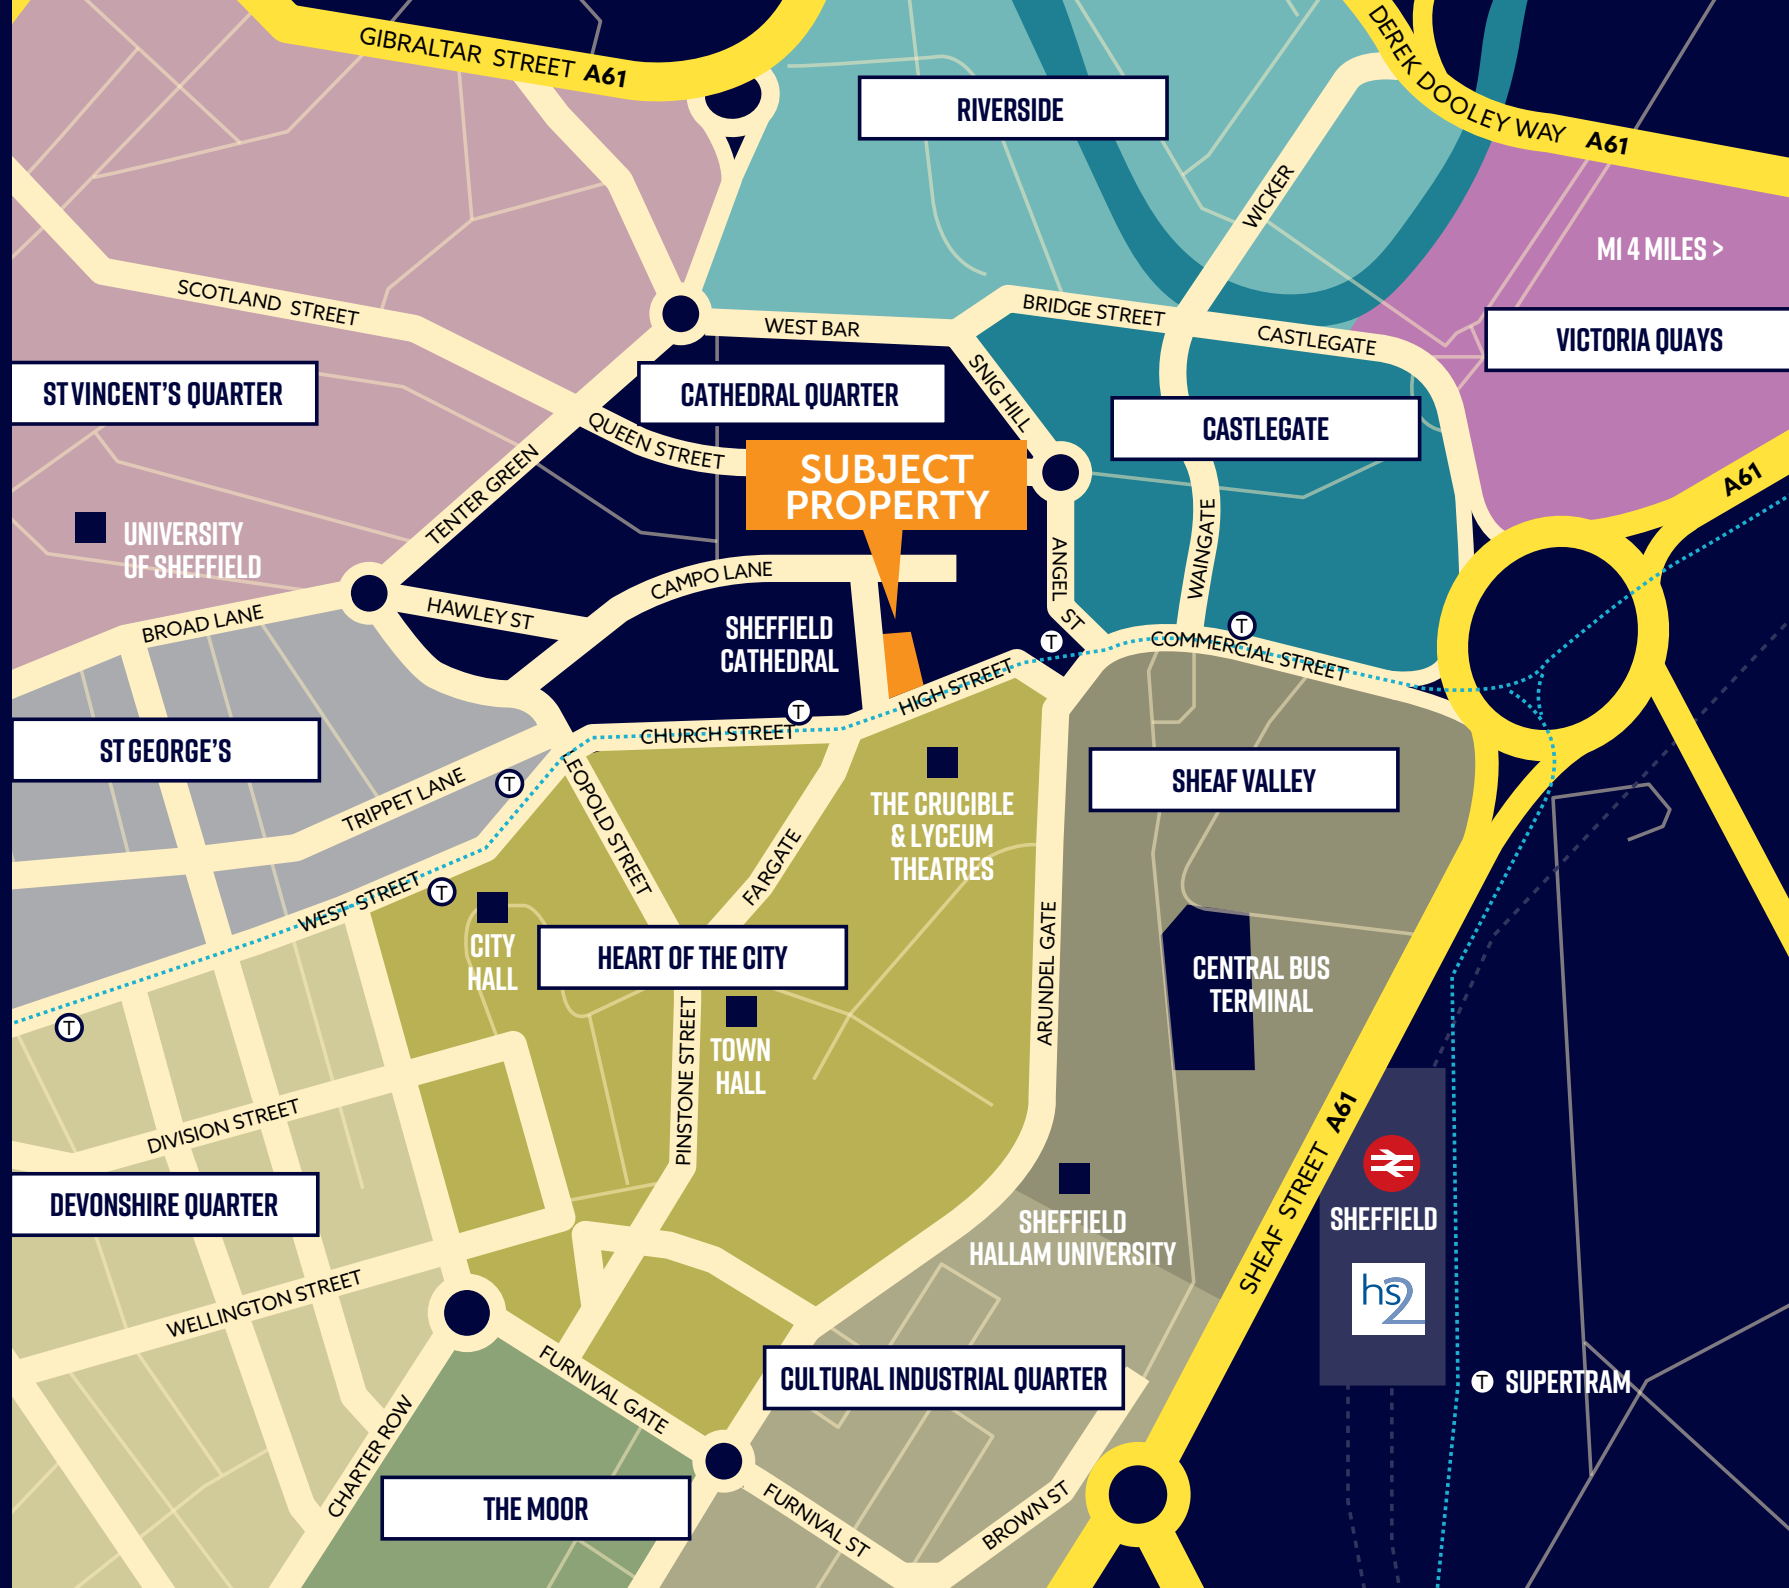 GIBRALTAR STREET A61
DEREK DOOLEY WAY A61
RIVERSIDE
WICKER
M1 4 MILES >
SCOTLAND STREET
WEST BAR
BRIDGE STREET
CASTLEGATE
VICTORIA QUAYS
ST VINCENT'S QUARTER
CATHEDRAL QUARTER
SNIG HILL
CASTLEGATE
QUEEN STREET
TENTER GREEN
SUBJECT
PROPERTY
A61
UNIVERSITY
OF SHEFFIELD
WAINGATE
ANGEL ST
CAMPO LANE
HAWLEY ST
BROAD LANE
SHEFFIELD
CATHEDRAL
T
T
COMMERCIAL STREET
HIGH STREET
T
CHURCH STREET
ST GEORGE'S
TRIPPET LANE
T
LEOPOLD STREET
FARGATE
THE CRUCIBLE
& LYCEUM
THEATRES
SHEAF VALLEY
WEST STREET
T
CITY
HALL
HEART OF THE CITY
ARUNDEL GATE
CENTRAL BUS
TERMINAL
T
PINSTONE STREET
TOWN
HALL
DIVISION STREET
SHEAF STREET A61
DEVONSHIRE QUARTER
SHEFFIELD
HALLAM UNIVERSITY
SHEFFIELD
hs2
WELLINGTON STREET
FURNIVAL GATE
CULTURAL INDUSTRIAL QUARTER
T SUPERTRAM
CHARTER ROW
THE MOOR
FURNIVAL ST
BROWN ST